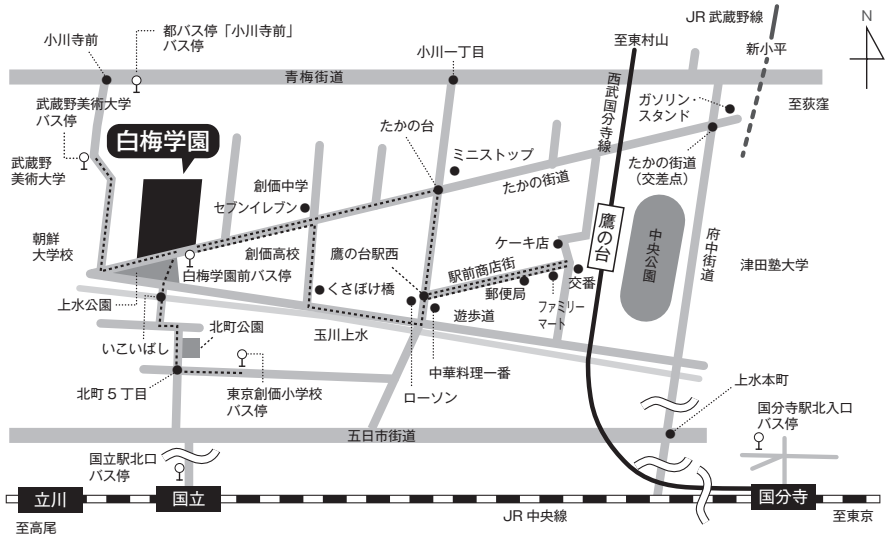 JR 武蔵野線
N
小川寺前
都バス停「小川寺前」
バス停
小川一丁目
至東村山
新小平
青梅街道
西武国分寺線
ガソリン・
スタンド
至荻窪
武蔵野美術大学
バス停
白梅学園
たかの台
ミニストップ
たかの街道
たかの街道
(交差点)
武蔵野
美術大学
創価中学
セブンイレブン
鷹の台
中央公園
府中街道
朝鮮
大学校
創価高校
鷹の台駅西
ケーキ店
駅前商店街
津田塾大学
白梅学園前バス停
くさぼけ橋
郵便局
交番
ファミリー
マート
上水公園
玉川上水
遊歩道
いこいばし
北町公園
中華料理一番
北町5丁目
東京創価小学校
バス停
ローソン
上水本町
五日市街道
国分寺駅北入口
バス停
国立駅北口
バス停
立川
国立
国分寺
至高尾
JR 中央線
至東京